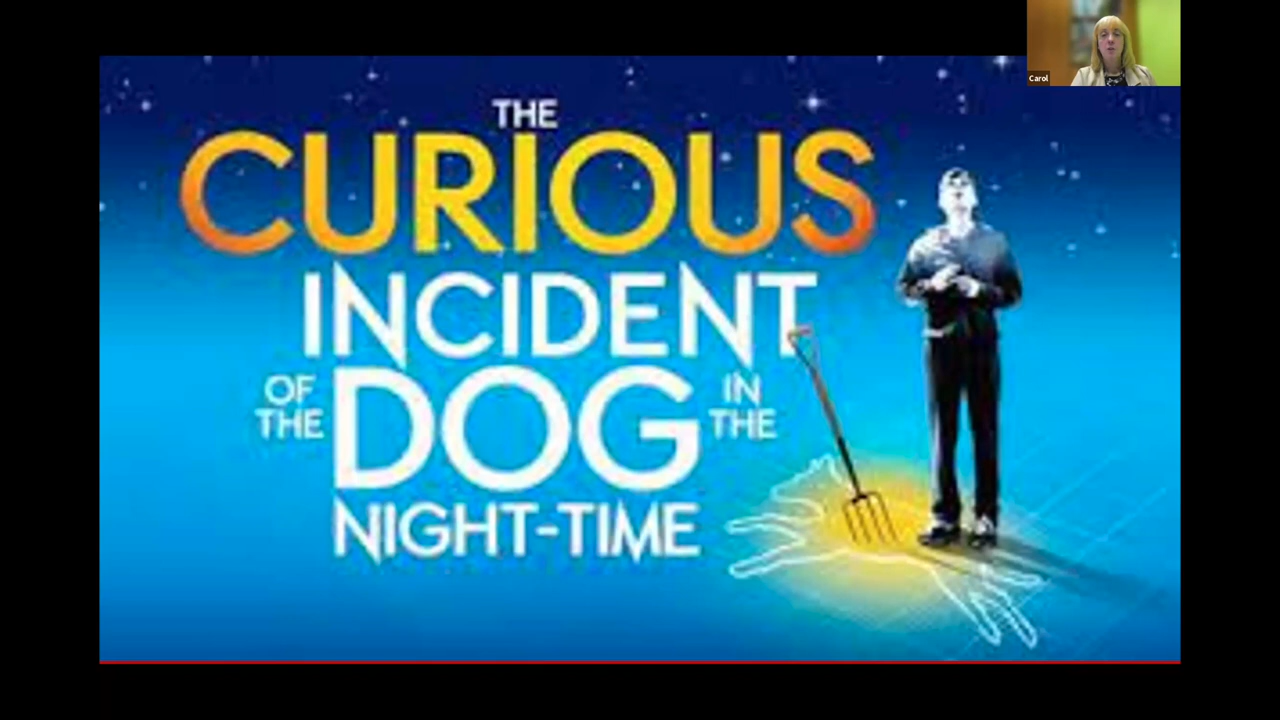 THE
CURIOUS
INCIDENT
OF THE DOG IN THE
NIGHT-TIME
Carol